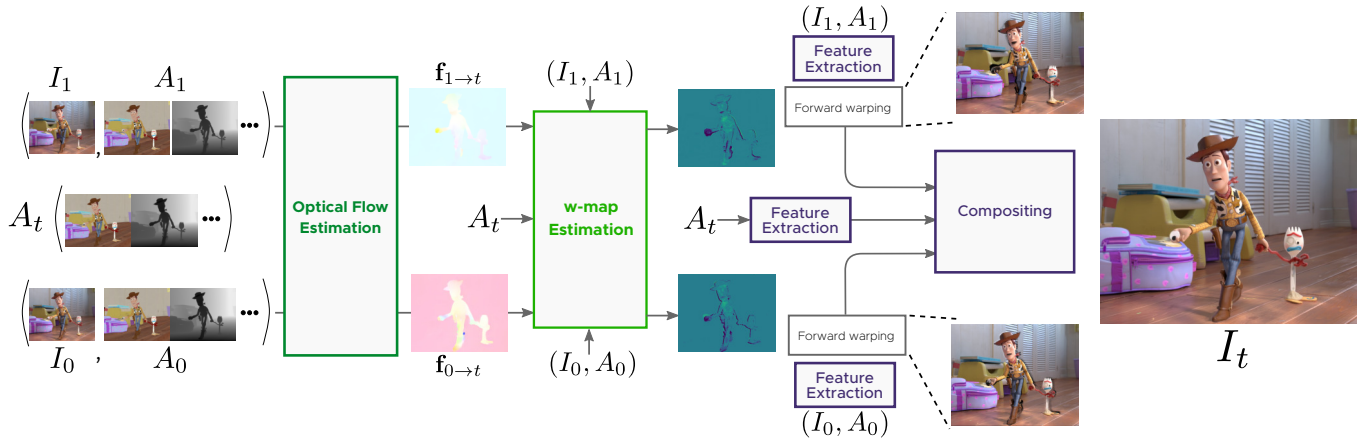 I₁ A₁
( , ••• )
Aₜ ( ••• )
( , ••• )
I₀ A₀
Optical Flow
Estimation
f₁→ₜ
f₀→ₜ
(I₁, A₁)
Aₜ
w-map
Estimation
(I₀, A₀)
(I₁, A₁)
Feature
Extraction
Forward warping
Aₜ
Feature
Extraction
Forward warping
Feature
Extraction
(I₀, A₀)
Compositing
Iₜ